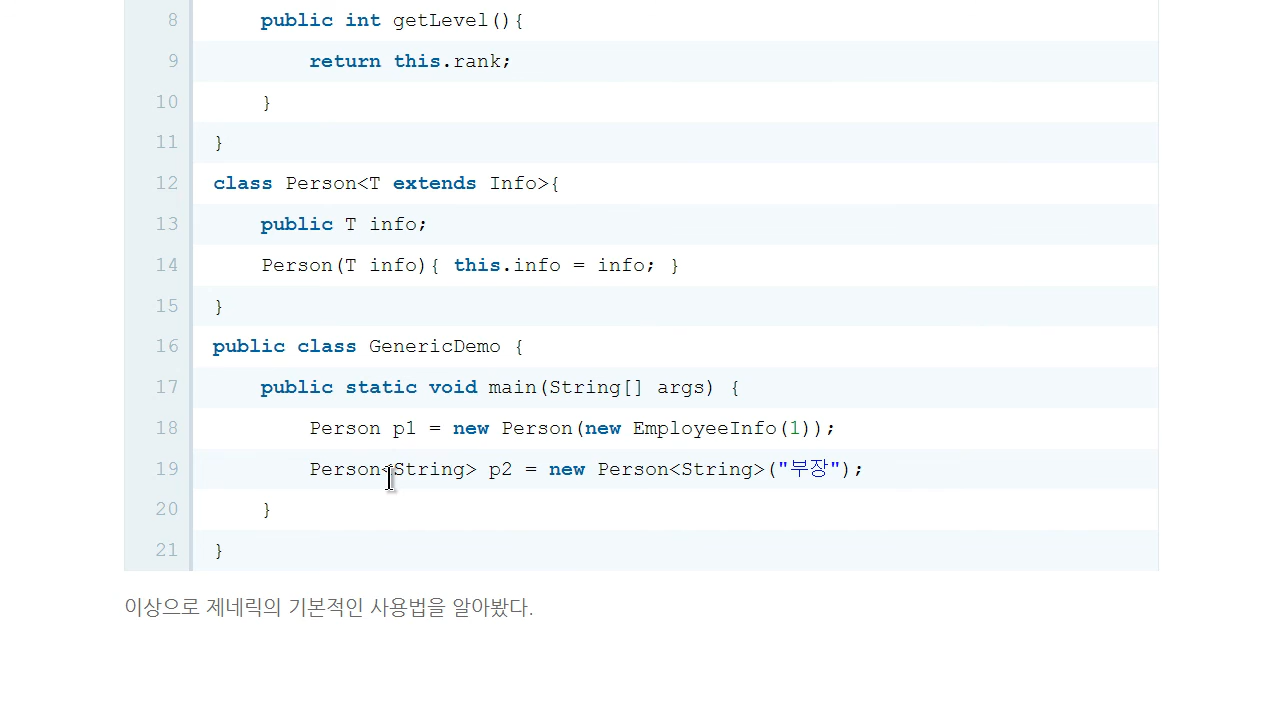 8 public int getLevel(){
9 return this.rank;
10 }
11 }
12 class Person<T extends Info>{
13 public T info;
14 Person(T info){ this.info = info; }
15 }
16 public class GenericDemo {
17 public static void main(String[] args) {
18 Person p1 = new Person(new EmployeeInfo(1));
19 Person<String> p2 = new Person<String>("부장");
20 }
21 }
이상으로 제네릭의 기본적인 사용법을 알아봤다.